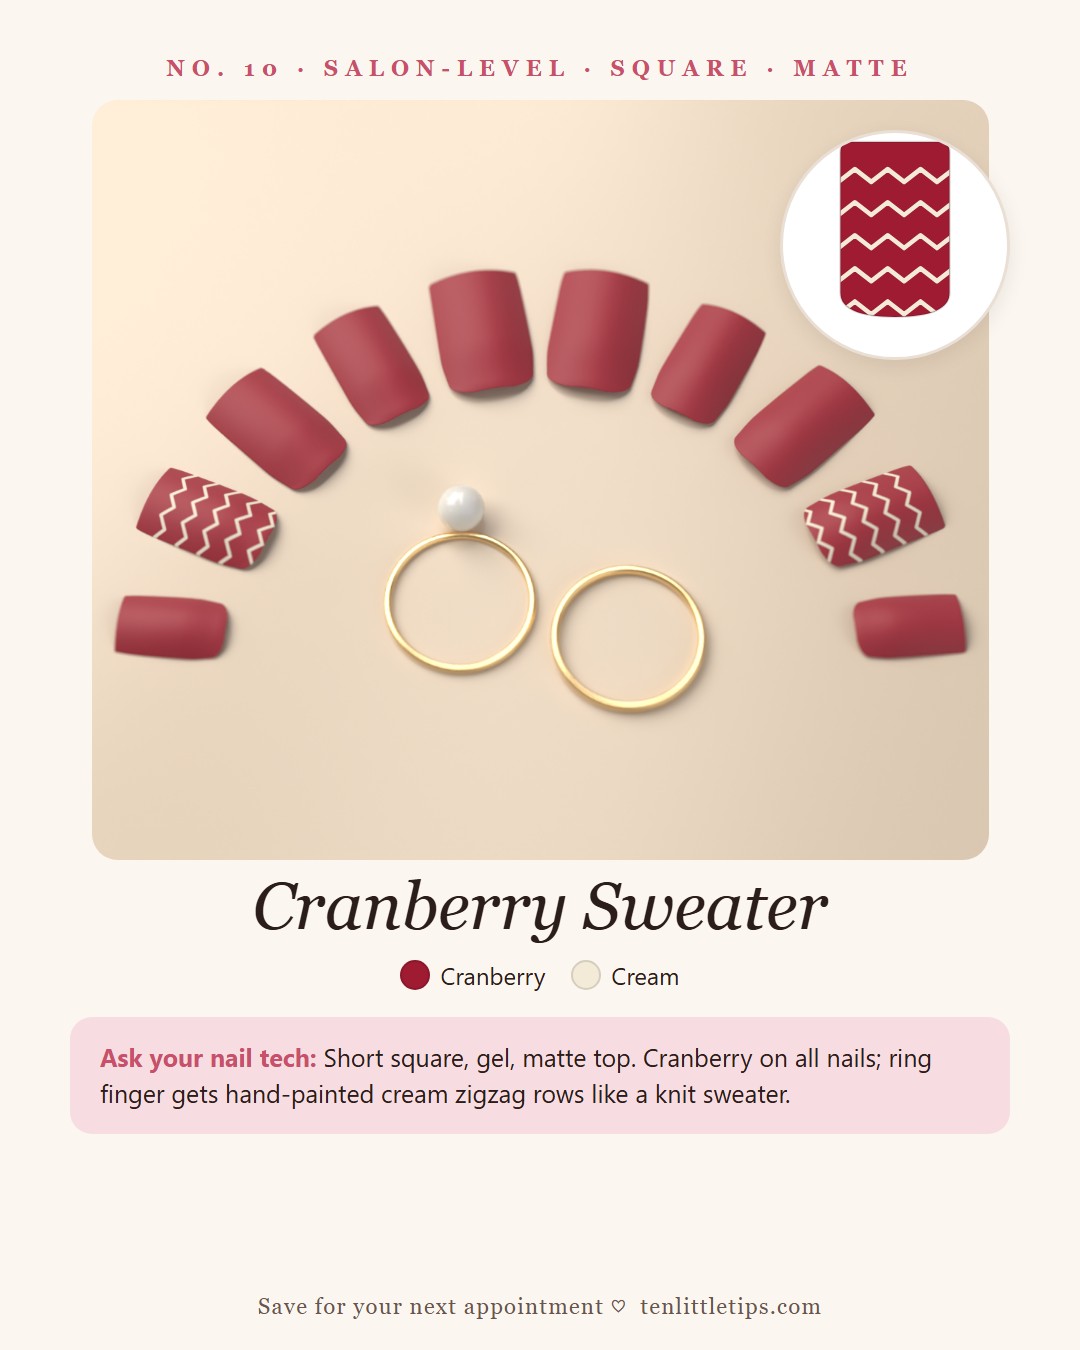 NO. 10 · SALON-LEVEL · SQUARE · MATTE
Cranberry Sweater
Cranberry Cream
Ask your nail tech: Short square, gel, matte top. Cranberry on all nails; ring
finger gets hand-painted cream zigzag rows like a knit sweater.
Save for your next appointment ♡ tenlittletips.com